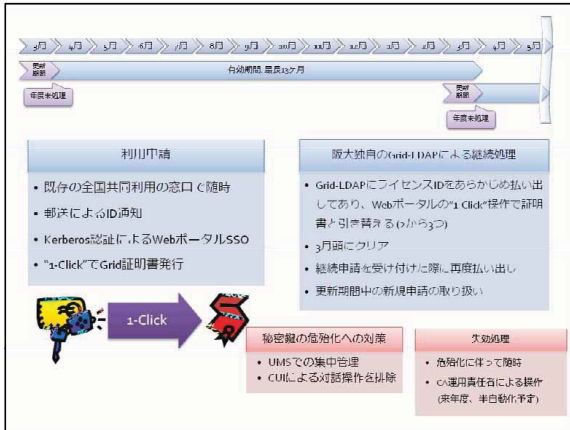 3月 4月 5月 6月 7月 8月 9月 10月 11月 12月 1月 2月 3月 4月 5月
更新
期間
有効期間、最長13ヶ月
更新
期間
年度末処理
年度末処理
利用申請
• 既存の全国共同利用の窓口で随時
• 郵送によるID通知
• Kerberos認証によるWebポータルSSO
• "1-Click"でGrid証明書発行
阪大独自のGrid-LDAPによる継続処理
• Grid-LDAPにライセンスIDをあらかじめ払い出
してあり、Webポータルの"1 Click"操作で証明
書と引き替える (2から3つ)
• 3月頭にクリア
• 継続申請を受け付けた際に再度払い出し
• 更新期間中の新規申請の取り扱い
1-Click
秘密鍵の危殆化への対策
• UMSでの集中管理
• CUIによる対話操作を排除
失効処理
• 危殆化に伴って随時
• CA運用責任者による操作
(来年度、半自動化予定)